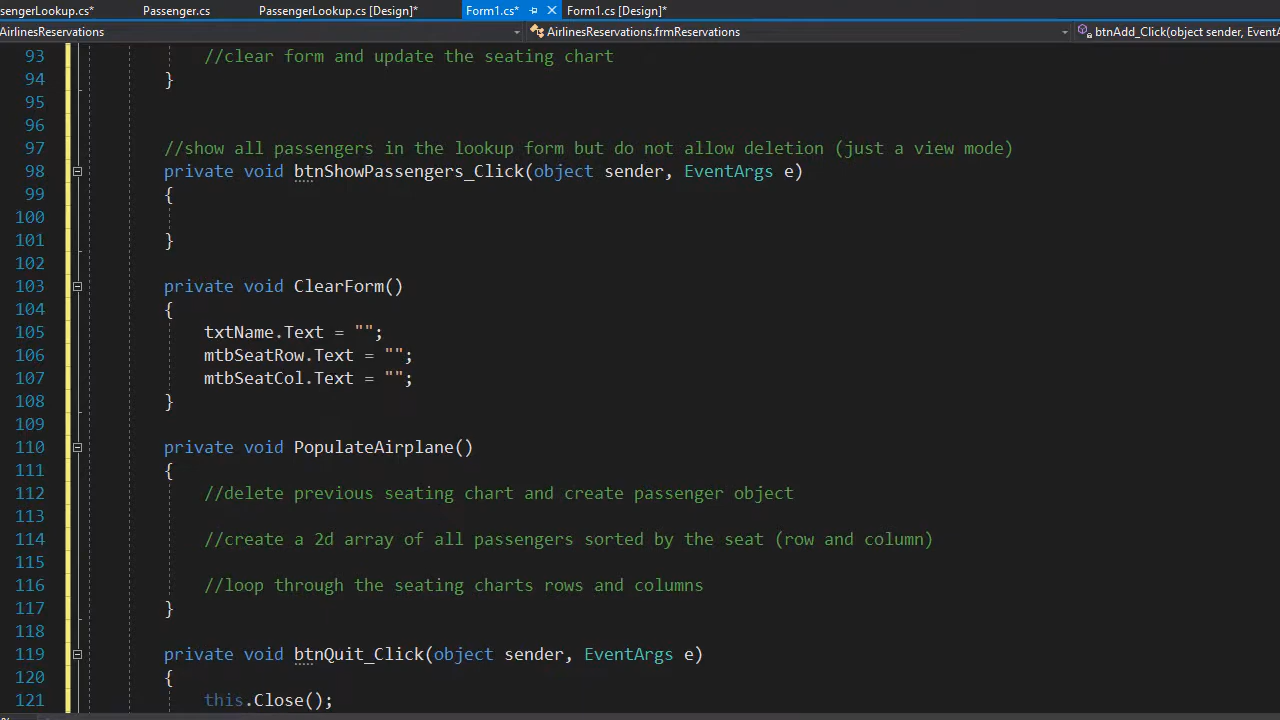 sengerLookup.cs* Passenger.cs PassengerLookup.cs [Design]* Form1.cs* Form1.cs [Design]*
AirlinesReservations AirlinesReservations.frmReservations btnAdd_Click(object sender, EventA
93 //clear form and update the seating chart
94 }
95
96
97 //show all passengers in the lookup form but do not allow deletion (just a view mode)
98 private void btnShowPassengers_Click(object sender, EventArgs e)
99 {
100
101 }
102
103 private void ClearForm()
104 {
105 txtName.Text = "";
106 mtbSeatRow.Text = "";
107 mtbSeatCol.Text = "";
108 }
109
110 private void PopulateAirplane()
111 {
112 //delete previous seating chart and create passenger object
113
114 //create a 2d array of all passengers sorted by the seat (row and column)
115
116 //loop through the seating charts rows and columns
117 }
118
119 private void btnQuit_Click(object sender, EventArgs e)
120 {
121 this.Close();